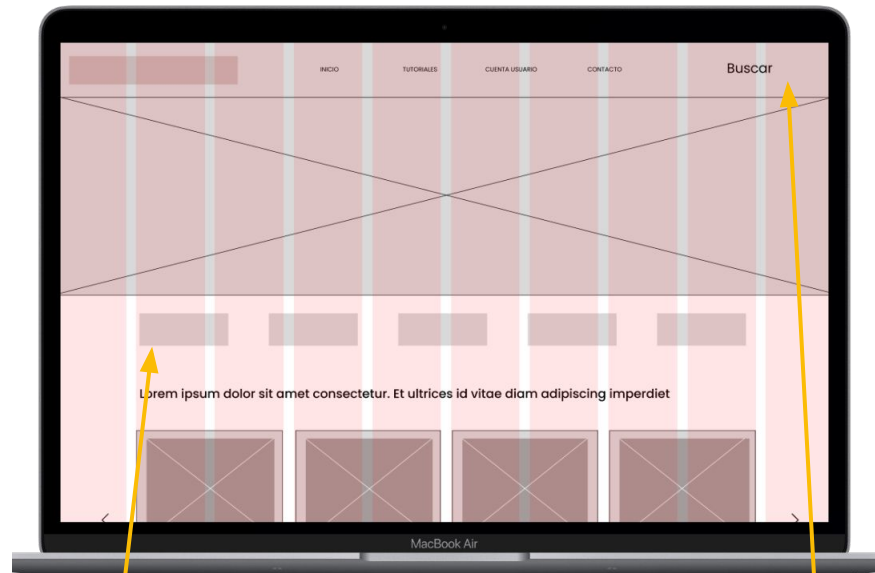 INICIO TUTORIALES CUENTA USUARIO CONTACTO Buscar
Lorem ipsum dolor sit amet consectetur. Et ultrices id vitae diam adipiscing imperdiet
MacBook Air